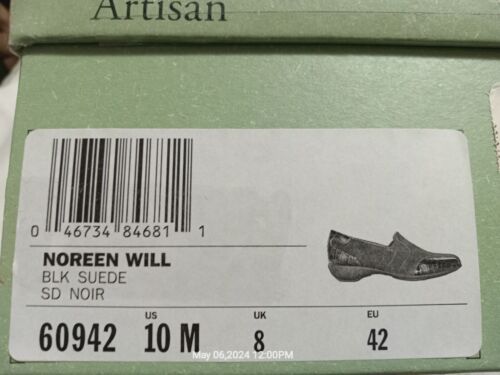 Artisan
0 46734 84681 1
NOREEN WILL
BLK SUEDE
SD NOIR
US UK EU
60942 10 M 8 42
May 06,2024 12:00PM